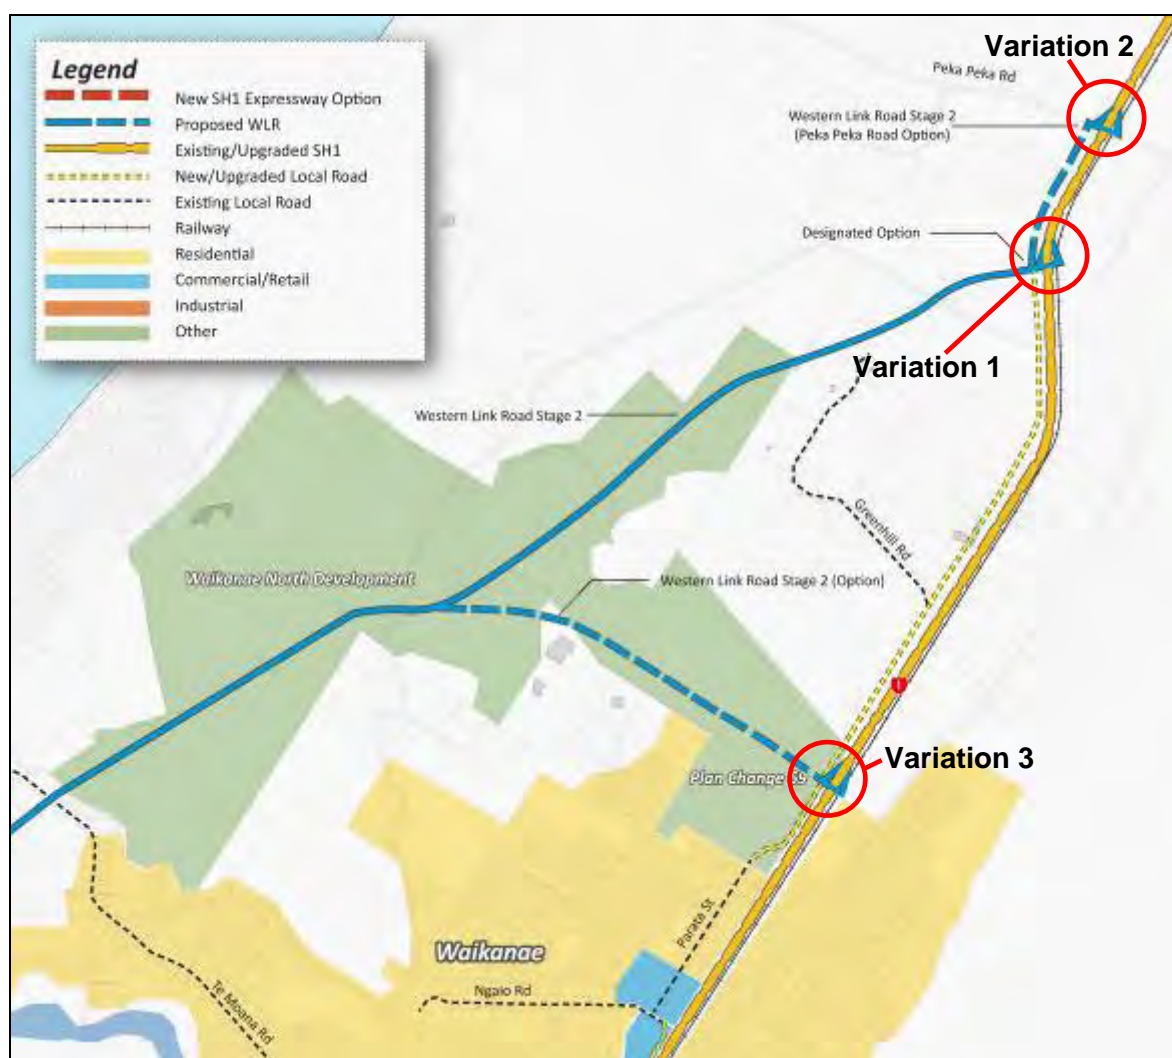 Legend
New SH1 Expressway Option
Proposed WLR
Existing/Upgraded SH1
New/Upgraded Local Road
Existing Local Road
Railway
Residential
Commercial/Retail
Industrial
Other
Variation 2
Peka Peka Rd
Western Link Road Stage 2
(Peka Peka Road Option)
Designated Option
Variation 1
Western Link Road Stage 2
Greenhill Rd
Waikanae North Development
Western Link Road Stage 2 (Option)
1
Variation 3
Plan Change 69
Parata St
Waikanae
Ngaio Rd
Te Moana Rd